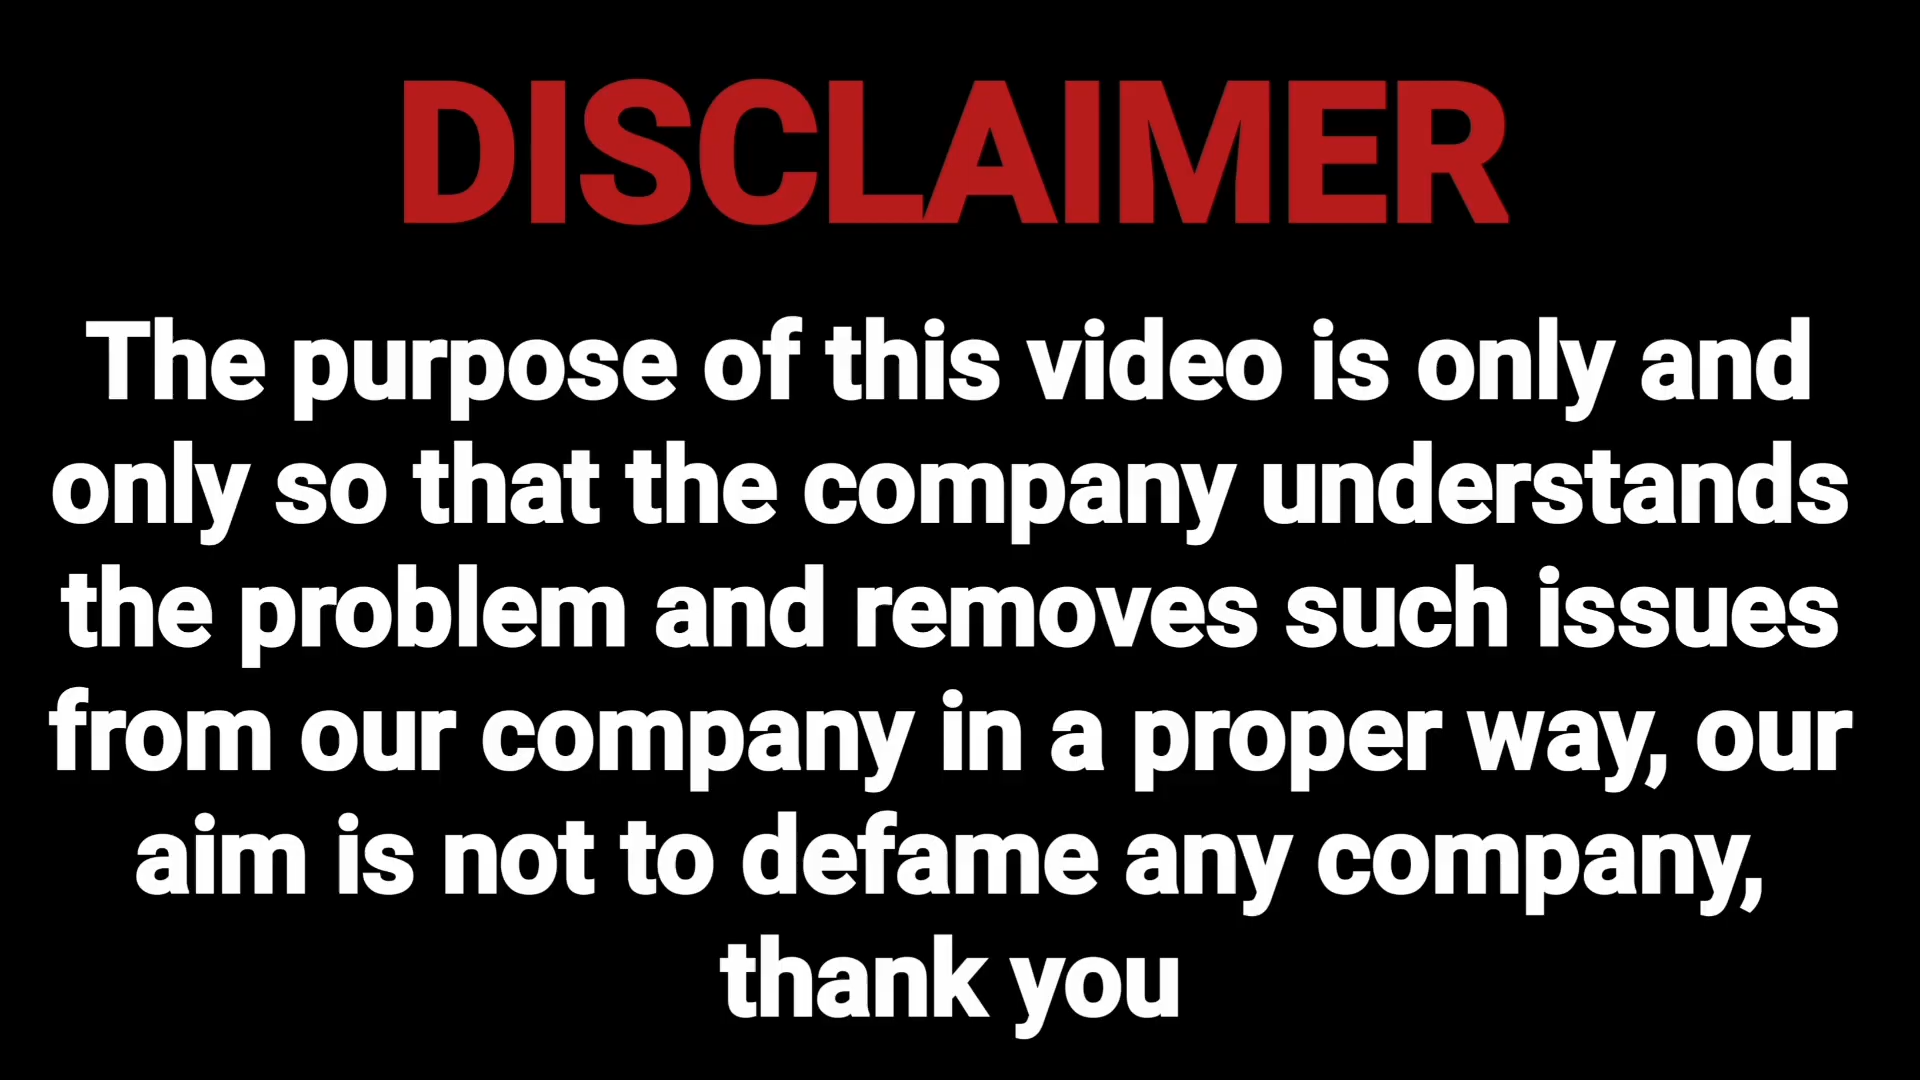 DISCLAIMER
The purpose of this video is only and
only so that the company understands
the problem and removes such issues
from our company in a proper way, our
aim is not to defame any company,
thank you